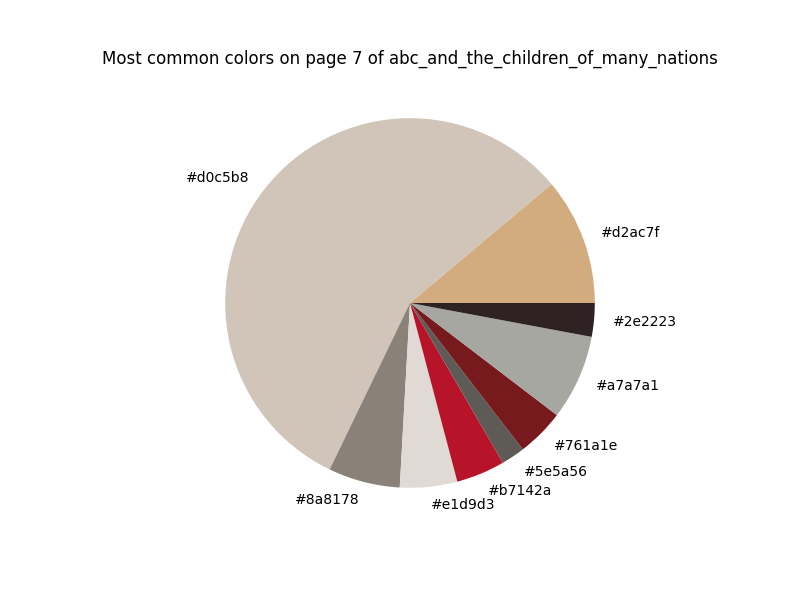 Most common colors on page 7 of abc_and_the_children_of_many_nations
#d0c5b8
#d2ac7f
#2e2223
#a7a7a1
#761a1e
#5e5a56
#b7142a
#e1d9d3
#8a8178